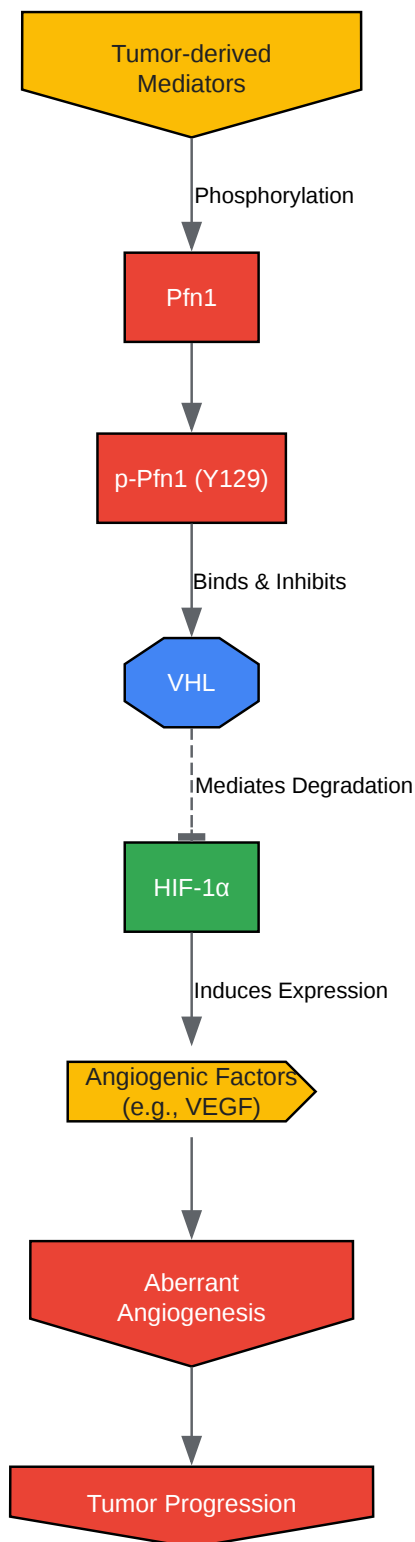 Tumor-derived
Mediators
Phosphorylation
Pfn1
p-Pfn1 (Y129)
Binds & Inhibits
VHL
Mediates Degradation
HIF-1α
Induces Expression
Angiogenic Factors
(e.g., VEGF)
Aberrant
Angiogenesis
Tumor Progression